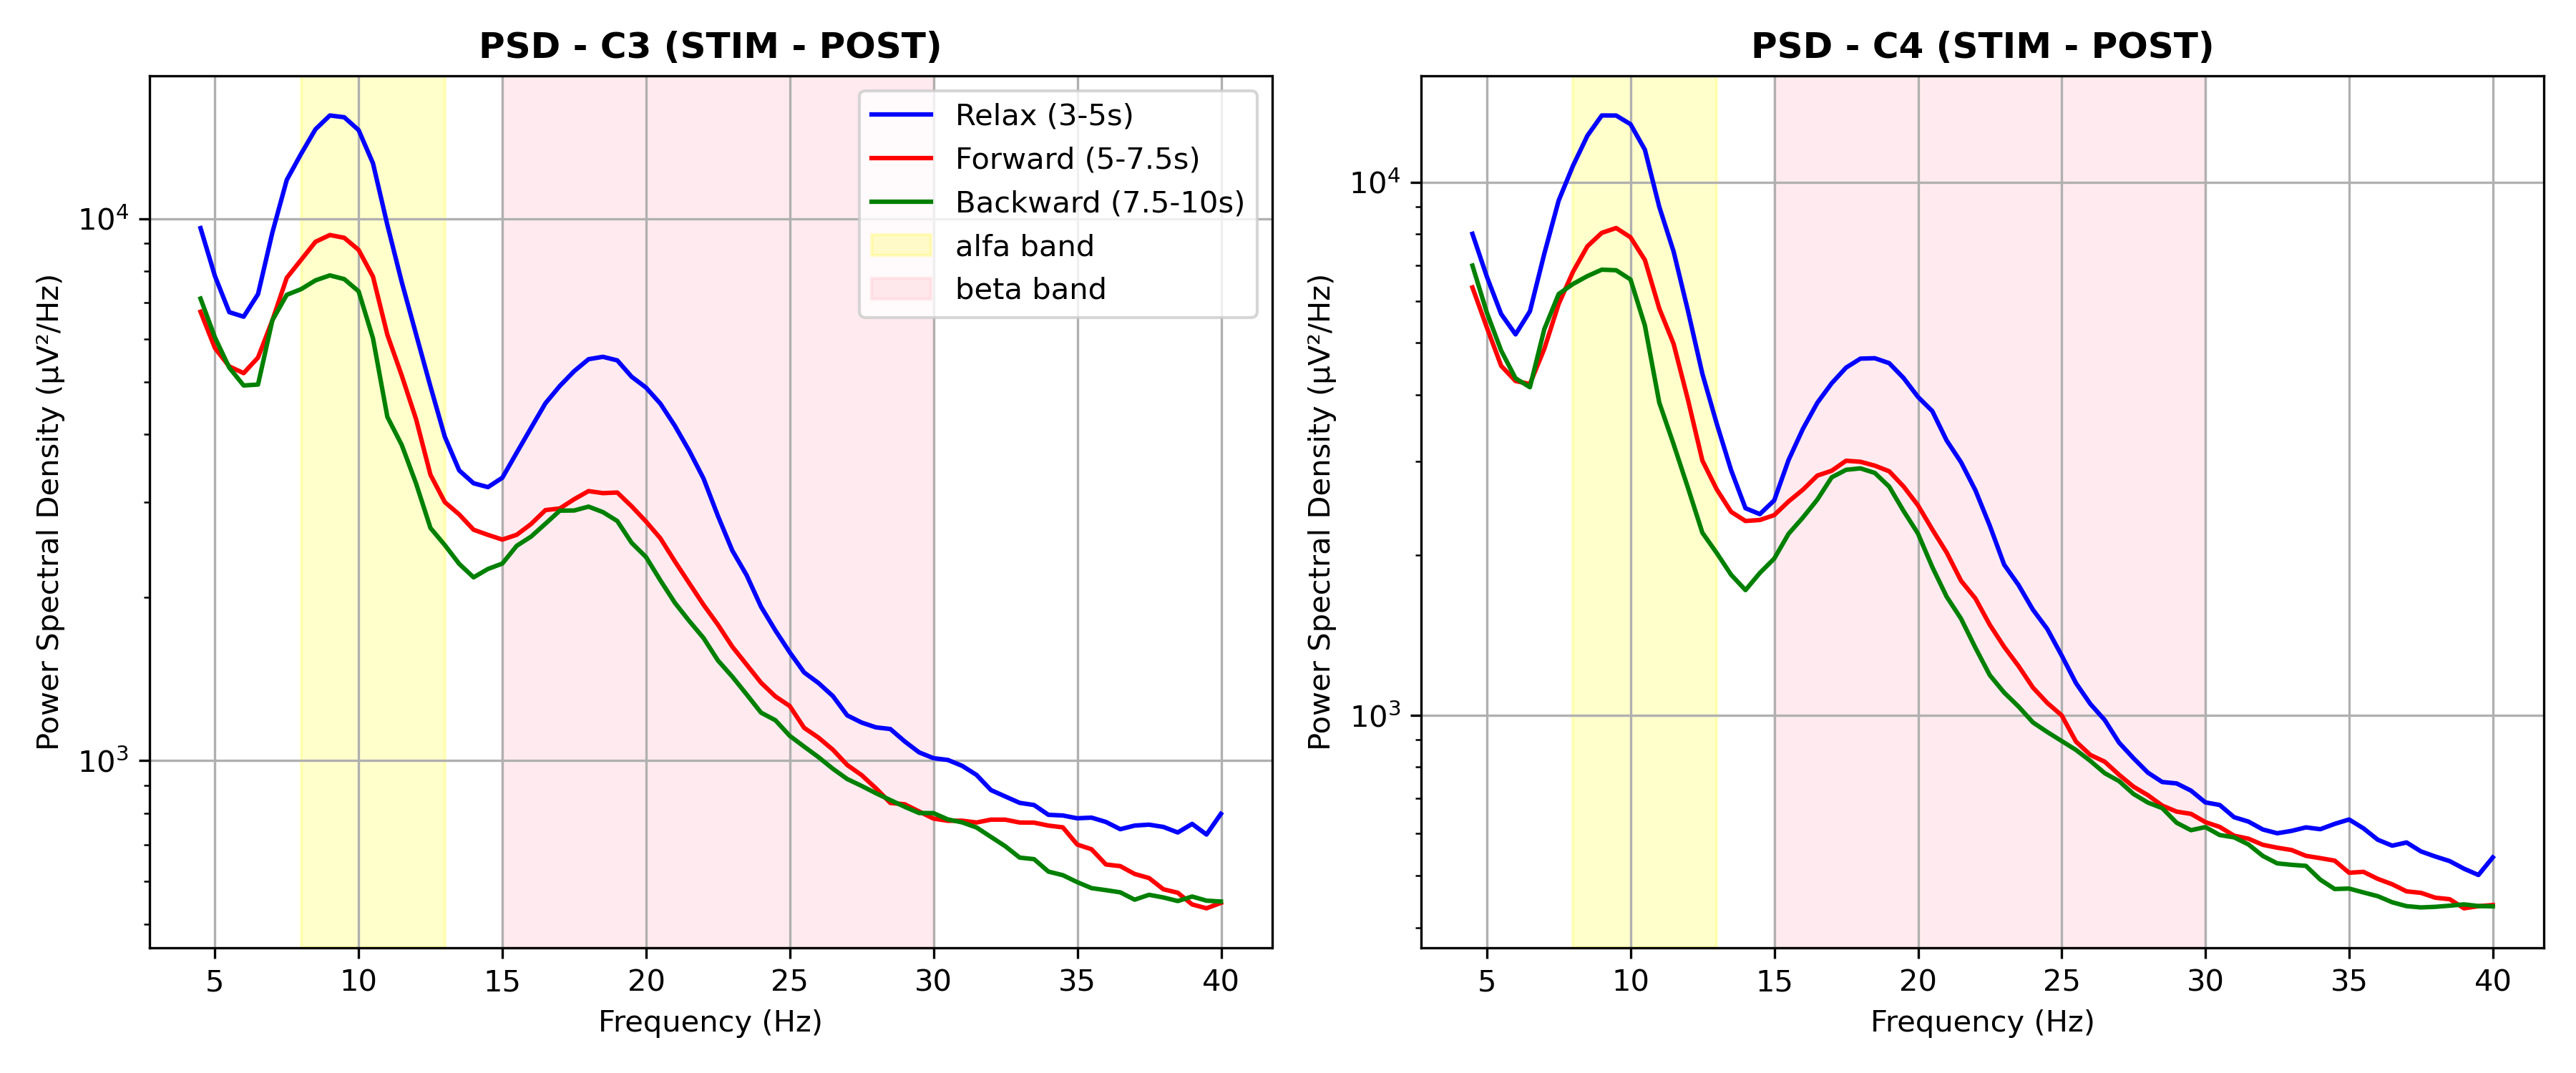 PSD - C3 (STIM - POST)
Power Spectral Density (µV²/Hz)
10⁴
10³
Relax (3-5s)
Forward (5-7.5s)
Backward (7.5-10s)
alfa band
beta band
5 10 15 20 25 30 35 40
Frequency (Hz)
PSD - C4 (STIM - POST)
Power Spectral Density (µV²/Hz)
10⁴
10³
5 10 15 20 25 30 35 40
Frequency (Hz)